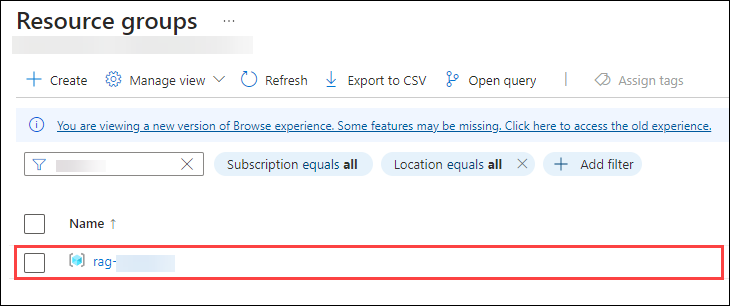 Resource groups ...
Create Manage view Refresh Export to CSV Open query | Assign tags
You are viewing a new version of Browse experience. Some features may be missing. Click here to access the old experience.
Subscription equals all Location equals all Add filter
Name ↑
rag-